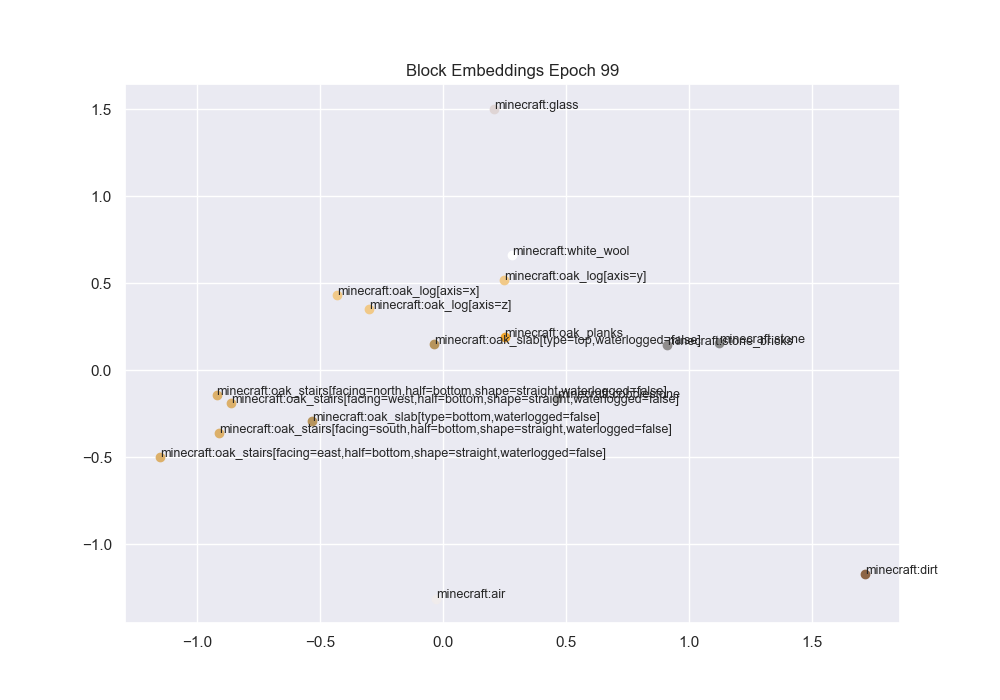 Block Embeddings Epoch 99
1.5
1.0
0.5
0.0
−0.5
−1.0
minecraft:glass
minecraft:white_wool
minecraft:oak_log[axis=y]
minecraft:oak_log[axis=x]
minecraft:oak_log[axis=z]
minecraft:oak_planks
minecraft:oak_slab[type=top,waterlogged=false]
minecraft:stone_bricks
minecraft:stone
minecraft:oak_stairs[facing=north,half=bottom,shape=straight,waterlogged=false]
minecraft:cobblestone
minecraft:oak_stairs[facing=west,half=bottom,shape=straight,waterlogged=false]
minecraft:oak_slab[type=bottom,waterlogged=false]
minecraft:oak_stairs[facing=south,half=bottom,shape=straight,waterlogged=false]
minecraft:oak_stairs[facing=east,half=bottom,shape=straight,waterlogged=false]
minecraft:dirt
minecraft:air
−1.0 −0.5 0.0 0.5 1.0 1.5